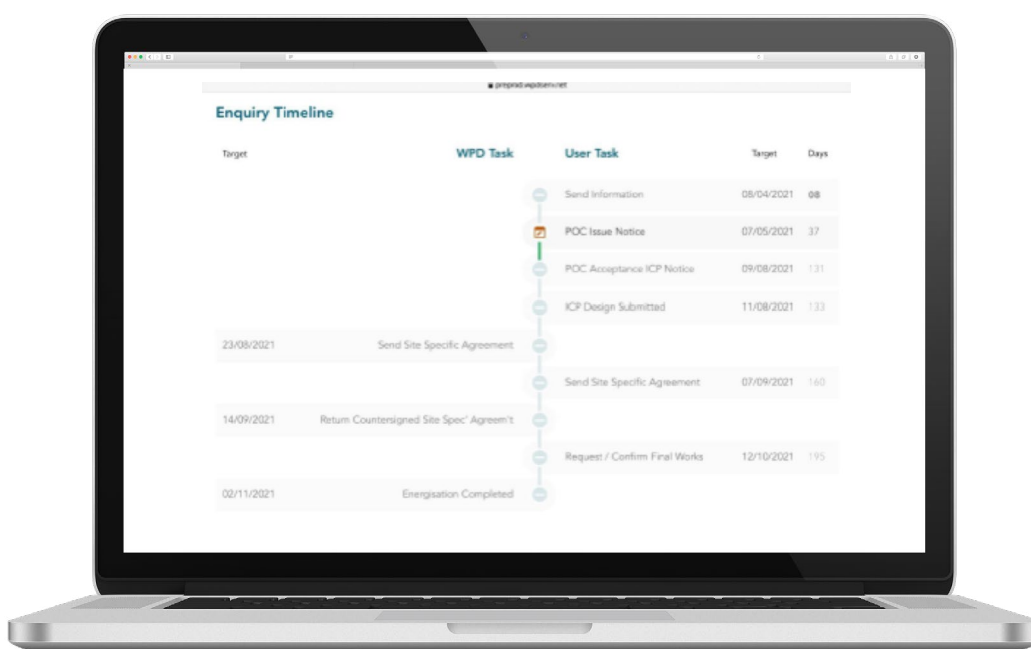 Enquiry Timeline
Target WPD Task User Task Target Days
Send Information 08/04/2021 08
POC Issue Notice 07/05/2021 37
POC Acceptance ICP Notice 09/08/2021 131
ICP Design Submitted 11/08/2021 133
23/08/2021 Send Site Specific Agreement
Send Site Specific Agreement 07/09/2021 160
14/09/2021 Return Countersigned Site Spec' Agreem't
Request / Confirm Final Works 12/10/2021 195
02/11/2021 Energisation Completed